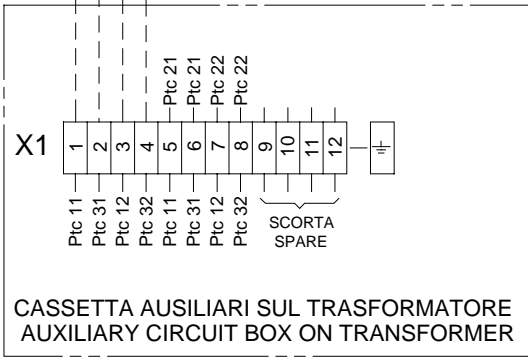 Ptc 21 Ptc 21 Ptc 22 Ptc 22
X1 1 2 3 4 5 6 7 8 9 10 11 12
Ptc 11 Ptc 31 Ptc 12 Ptc 32 Ptc 11 Ptc 31 Ptc 12 Ptc 32
SCORTA
SPARE
CASSETTA AUSILIARI SUL TRASFORMATORE
AUXILIARY CIRCUIT BOX ON TRANSFORMER